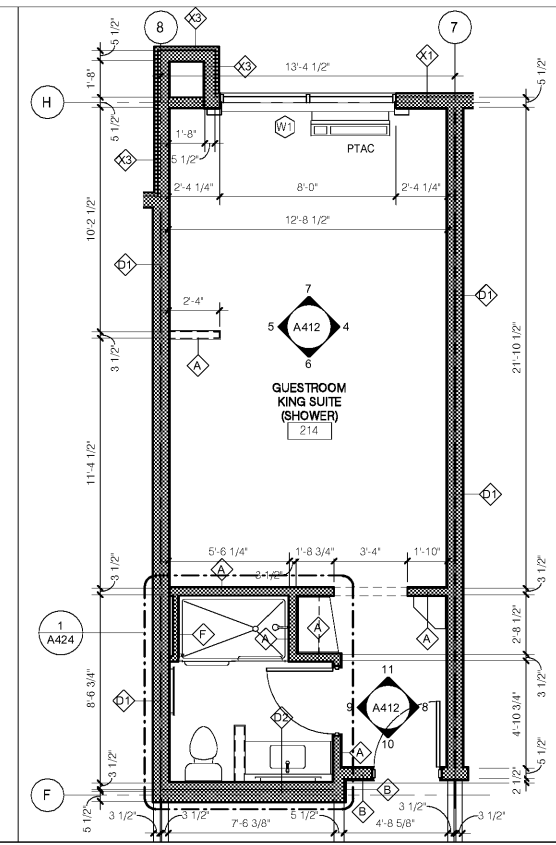 8
7
5 1/2"
X3
X3
13'-4 1/2"
X1
5 1/2"
1'-8"
H
W1
PTAC
5 1/2"
1'-8"
X3
5 1/2"
2'-4 1/4"
8'-0"
2'-4 1/4"
12'-8 1/2"
10'-2 1/2"
D1
D1
2'-4"
7
5
A412
4
6
3 1/2"
A
21'-10 1/2"
GUESTROOM
KING SUITE
(SHOWER)
214
11'-4 1/2"
D1
5'-6 1/4"
1'-8 3/4"
3'-4"
1'-10"
3 1/2"
3 1/2"
A
3 1/2"
1
A424
F
A
A
A
2'-8 1/2"
8'-6 3/4"
D1
11
9
A412
8
10
3 1/2"
D2
4'-10 3/4"
A
3 1/2"
B
5 1/2"
2 1/2"
F
B
5 1/2"
3 1/2"
3 1/2"
7'-6 3/8"
5 1/2"
4'-8 5/8"
3 1/2"
3 1/2"